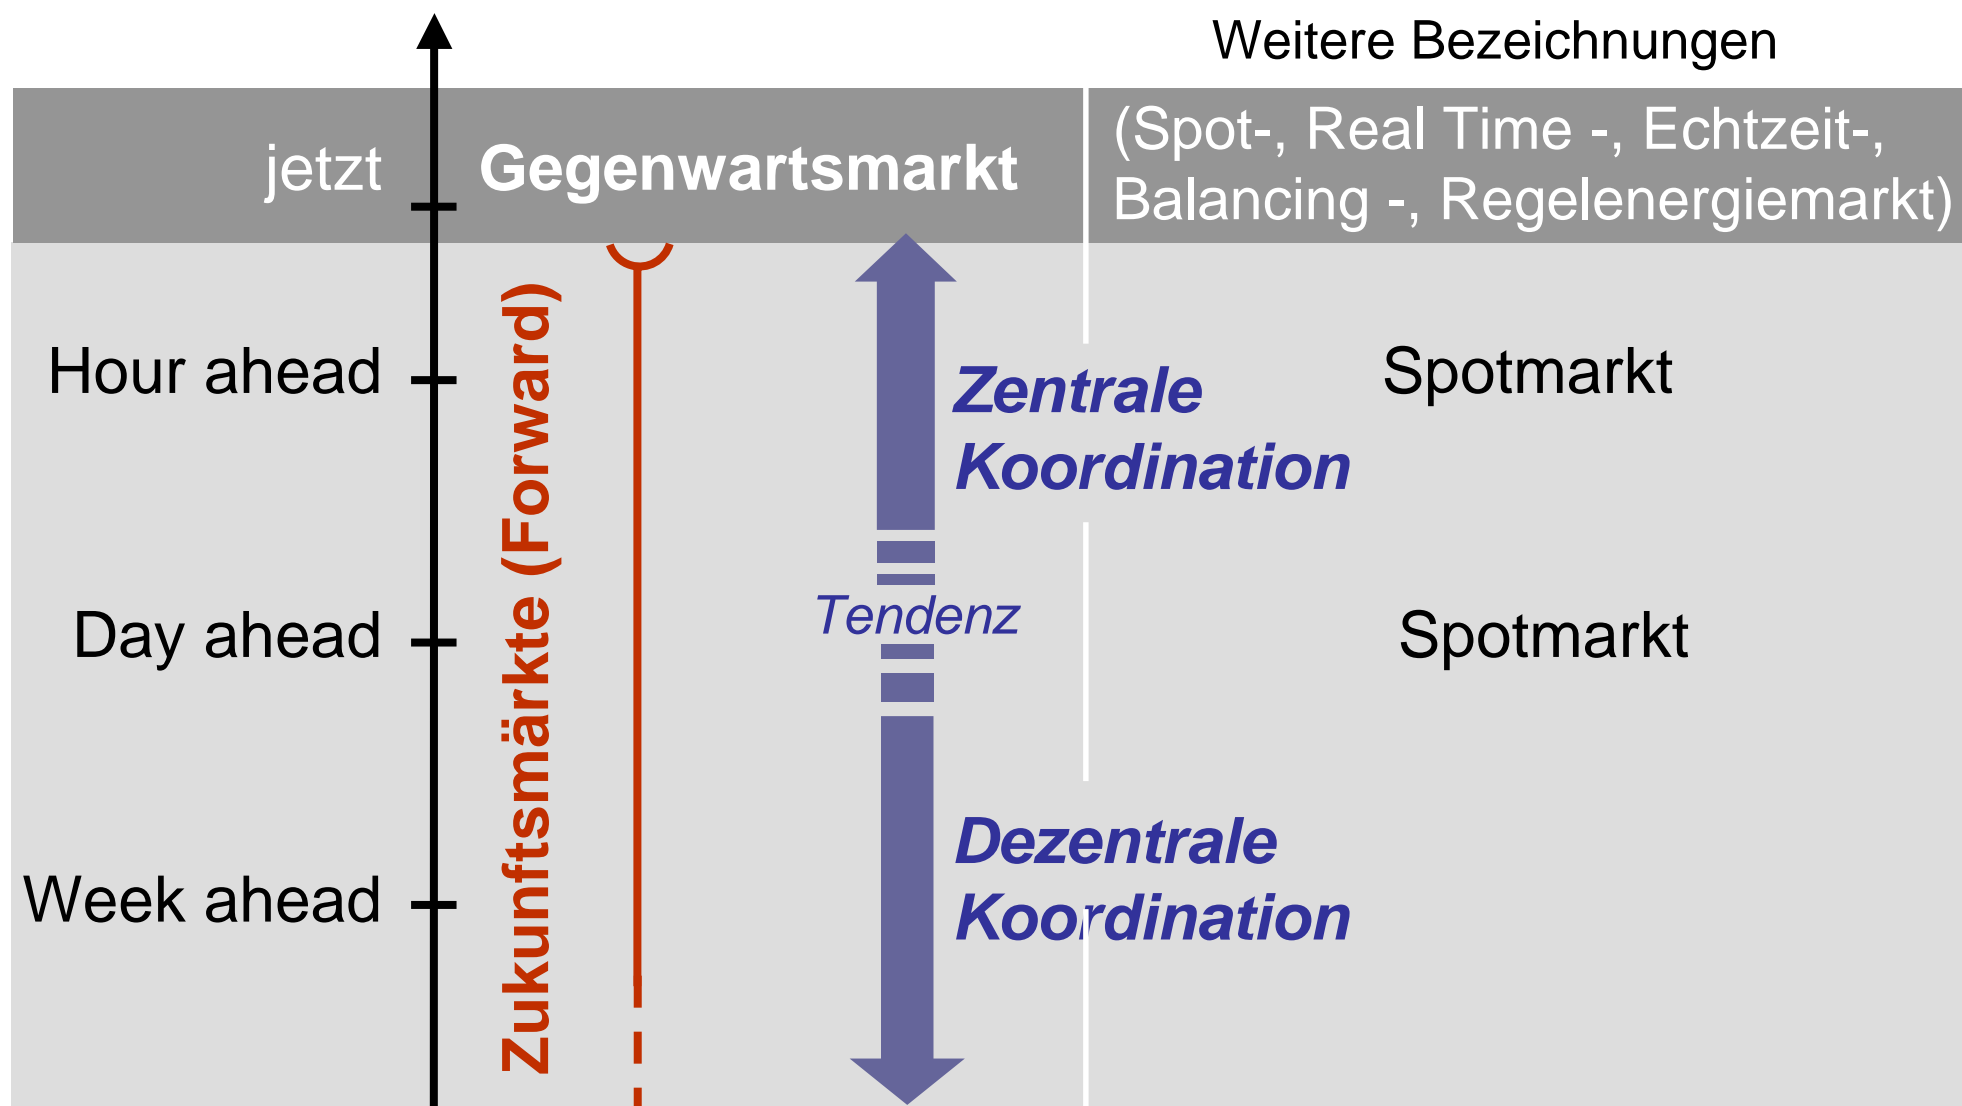 Weitere Bezeichnungen
jetzt
Gegenwartsmarkt
(Spot-, Real Time -, Echtzeit-,
Balancing -, Regelenergiemarkt)
Zukunftsmärkte (Forward)
Hour ahead
Zentrale
Koordination
Spotmarkt
Day ahead
Tendenz
Spotmarkt
Week ahead
Dezentrale
Koordination